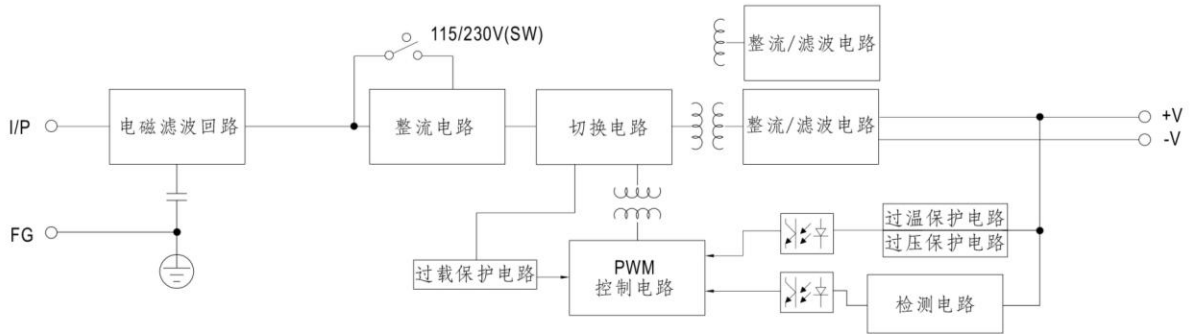 115/230V(SW)
整流/滤波电路
I/P
电磁滤波回路
整流电路
切换电路
整流/滤波电路
+V
-V
FG
过温保护电路
过压保护电路
过载保护电路
PWM
控制电路
检测电路